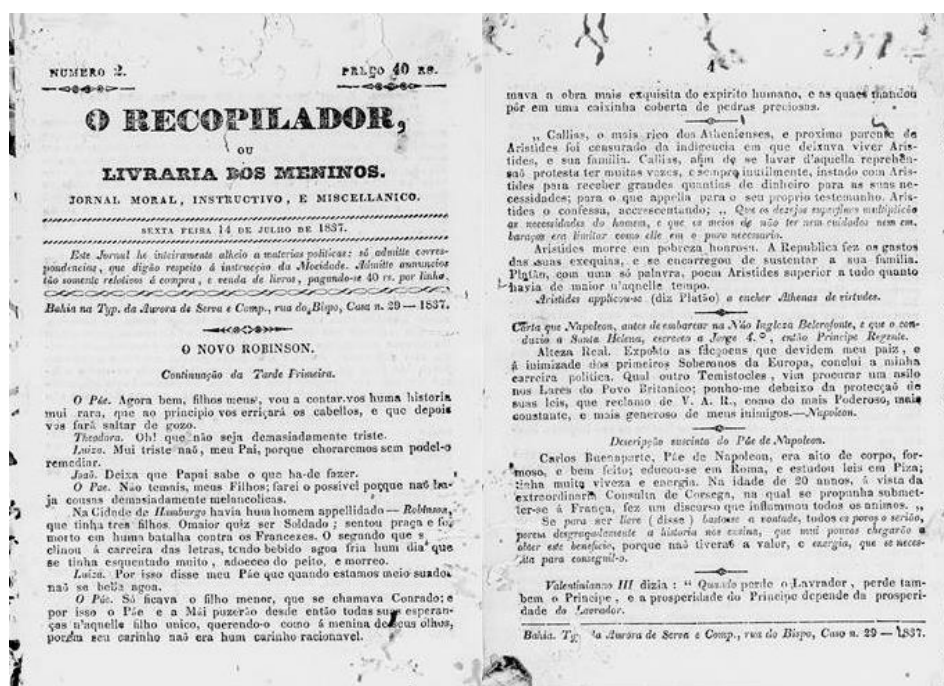 NUMERO 2.
PREÇO 40 RS.
O RECOPILADOR,
OU
LIVRARIA DOS MENINOS.
JORNAL MORAL, INSTRUCTIVO, E MISCELLANICO.
SEXTA FEIRA 14 DE JULHO DE 1837.
Este Jornal he inteiramente alheio a materias politicas: só admitte corres-
pondencias, que digão respeito á instrucção da Mocidade. Admitte annuncios
tão somente relativos á compra, e venda de livros, pagando-se 40 rs. por linha.
Bahia na Typ. da Aurora de Serva e Comp., rua do Bispo, Casa n. 29 — 1837.
O NOVO ROBINSON.
Continuação da Tarde Primeira.
O Páe. Agora bem, filhos meus, vou a contar-vos huma historia
mui rara, que ao principio vos erriçará os cabellos, e que depois
vos fará saltar de gozo.
Theodora. Oh! que não seja demasiadamente triste.
Luiza. Mui triste naõ, meu Pai, porque choraremos sem podel-o
remediar.
Joaõ. Deixa que Papai sabe o que ha-de fazer.
O Pae. Não temais, meus Filhos; farei o possivel porque naõ ha-
ja cousas demasiadamente melancolicas.
Na Cidade de Hamburgo havia hum homem appellidado — Robinson,
que tinha tres filhos. Omaior quiz ser Soldado; sentou praça e foi
morto em huma batalha contra os Francezes. O segundo que s
clinou á carreira das letras, tendo bebido agoa fria hum dia que
se tinha esquentado muito, adoeceo do peito, e morreo.
Luiza. Por isso disse meu Páe que quando estamos meio suados
naõ se beba agoa.
O Páe. Só ficava o filho menor, que se chamava Conrado; e
por isso o Páe e a Mãi puzerão desde então todas suas esperan-
ças n'aquelle filho unico, querendo-o como á menina de seus olhos,
porém seu carinho naõ era hum carinho racionavel.
4
mava a obra mais exquisita do espirito humano, e as quaes mandou
pôr em uma caixinha coberta de pedras preciosas.
„ Callias, o mais rico dos Athenienses, e proximo parente de
Aristides foi censurado da indigencia em que deixava viver Aris-
tides, e sua familia. Callias, afim de se lavar d'aquella reprehen-
saõ protesta ter muitas vezes, e sempre inutilmente, instado com Aris-
tides para receber grandes quantias de dinheiro para as suas ne-
cessidades; para o que appella para o seu proprio testemunho. Aris-
tides o confessa, accrescentando; „ Que os dezejos superfluos multiplicão
as necessidades do homem, e que os meios de não ter nem cuidados nem em-
baraços era limitar como elle em o puro necessario.
Aristides morre em pobreza honrosa. A Republica fez os gastos
das suas exequias, e se encarregou de sustentar a sua familia.
Platão, com uma só palavra, poem Aristides superior a tudo quanto
havia de maior n'aquelle tempo.
Aristides applicou-se (diz Platão) a encher Athenas de virtudes.
Carta que Napoleon, antes de embarcar na Náo Ingleza Belerofonte, e que o con-
duzio a Santa Helena, escreveo a Jorge 4.º, então Principe Regente.
Alteza Real. Exposto as facçoens que devidem meu paiz, e
á inimizade dos primeiros Soberanos da Europa, conclui a minha
carreira politica. Qual outro Temistocles, vim procurar um asilo
nos Lares do Povo Britanico; ponho-me debaixo da protecçaõ de
suas leis, que reclamo de V. A. R., como do mais Poderoso, mais
constante, e mais generoso de meus inimigos.—Napoleon.
Descripção sucinta do Páe de Napoleon.
Carlos Buenaparte, Páe de Napoleon, era alto de corpo, for-
moso, e bem feito; educou-se em Roma, e estudou leis em Piza;
tinha muito viveza e energia. Na idade de 20 annos, á vista da
extraordinaria Consulta de Corsega, na qual se propunha submet-
ter-se á França, fez um discurso que inflammou todos os animos. „
Se para ser livre (disse) bastasse a vontade, todos os povos o serião,
porem desgraçadamente a historia nos ensina, que mui poucos chegarão a
obter este beneficio, porque naõ tiveraõ a valor, e energia, que se neces-
ita para conseguil-o.
Valentinianno III dizia: " Quando perde o Lavrador, perde tam-
bem o Principe, e a prosperidade do Principe depende da prosperi-
dade do Lavrador.
Bahia. Typ. da Aurora de Serva e Comp., rua do Bispo, Casa n. 29 — 1837.